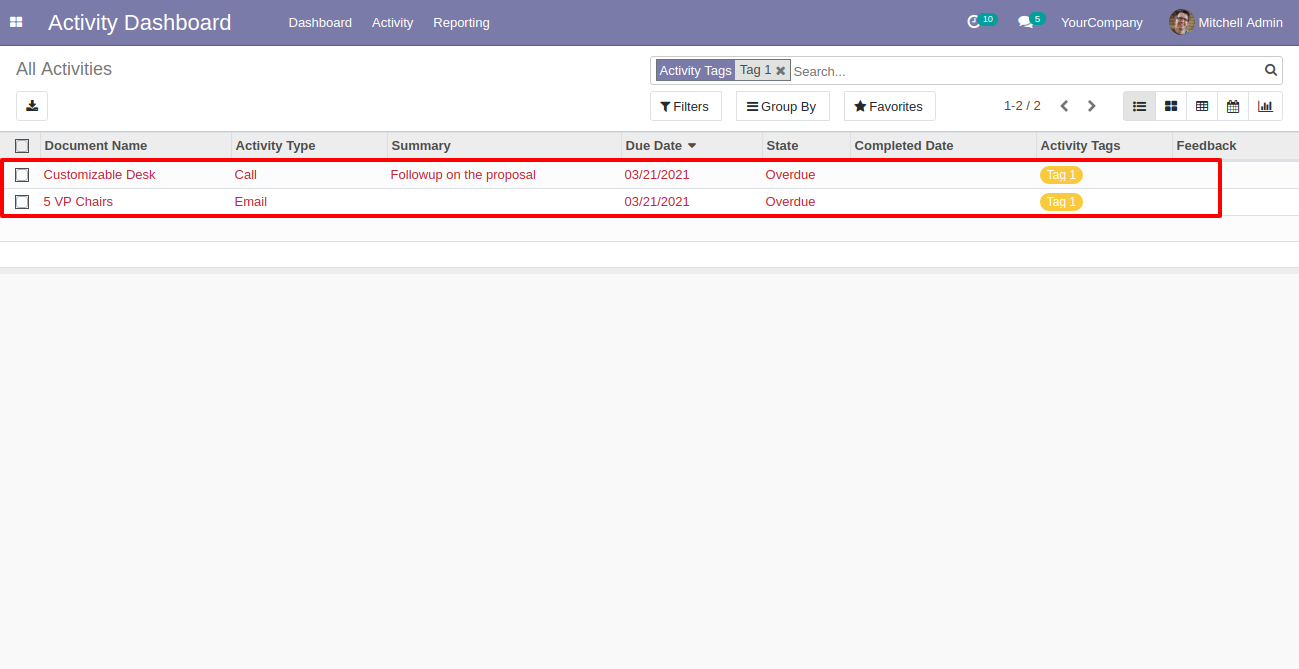 Activity Dashboard Dashboard Activity Reporting 10 5 YourCompany Mitchell Admin
All Activities
Activity Tags Tag 1 Search...
Filters Group By Favorites 1-2 / 2
Document Name Activity Type Summary Due Date State Completed Date Activity Tags Feedback
Customizable Desk Call Followup on the proposal 03/21/2021 Overdue Tag 1
5 VP Chairs Email 03/21/2021 Overdue Tag 1